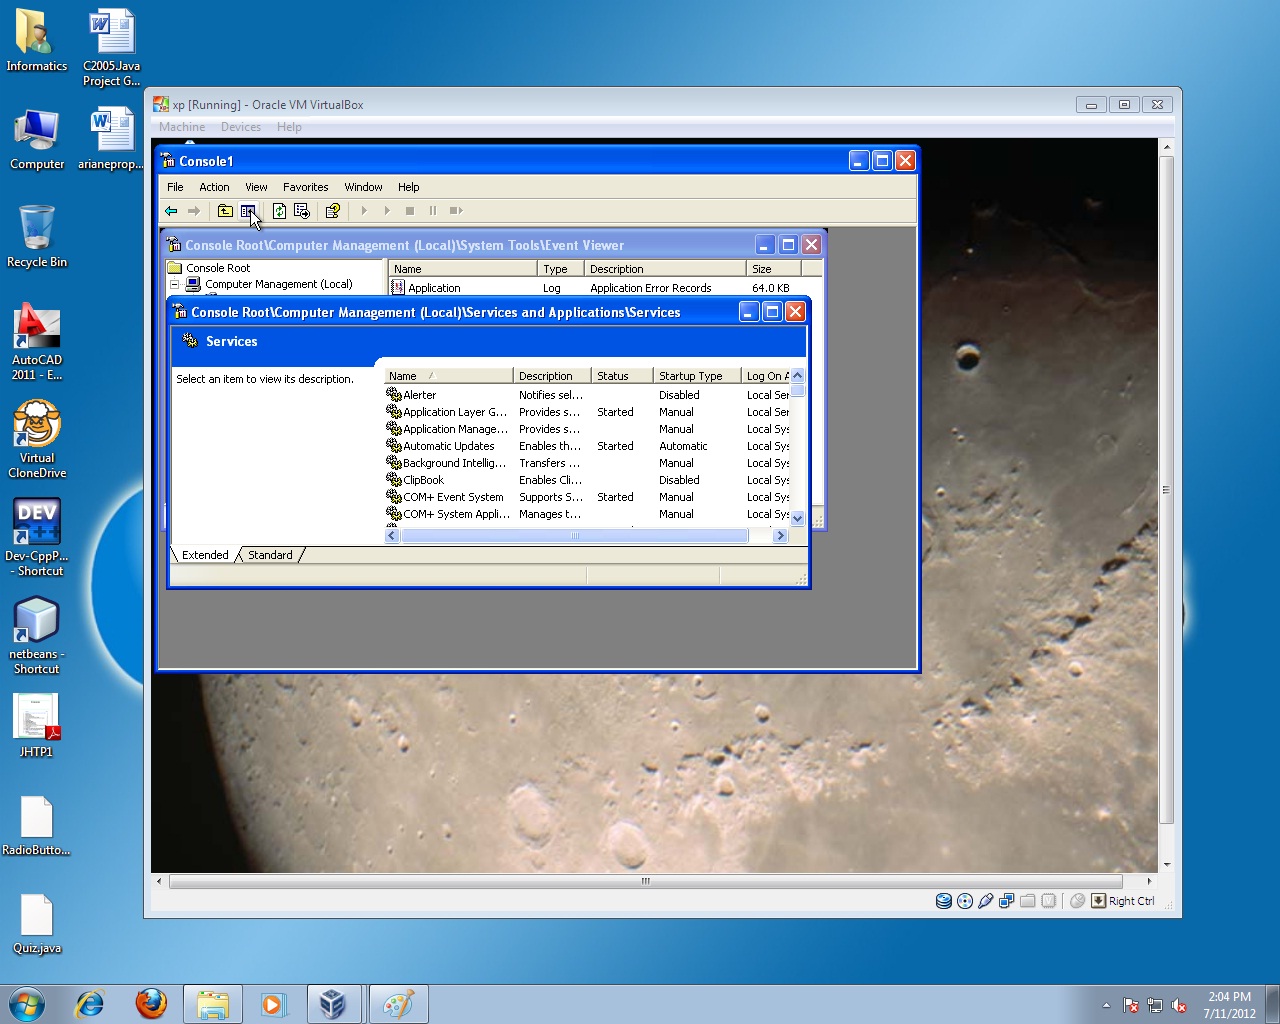 Informatics
C2005.Java
Project G...
Computer
arianeprop...
Recycle Bin
AutoCAD
2011 - E...
Virtual
CloneDrive
DEV
C++
Dev-CppP...
- Shortcut
netbeans -
Shortcut
JHTP1
RadioButto...
Quiz.java
xp [Running] - Oracle VM VirtualBox
Machine Devices Help
Console1
File Action View Favorites Window Help
Console Root\Computer Management (Local)\System Tools\Event Viewer
Console Root
Computer Management (Local)
Name Type Description Size
Application Log Application Error Records 64.0 KB
Console Root\Computer Management (Local)\Services and Applications\Services
Services
Select an item to view its description.
Name Description Status Startup Type Log On A
Alerter Notifies sel... Disabled Local Ser
Application Layer G... Provides s... Started Manual Local Ser
Application Manage... Provides s... Manual Local Sys
Automatic Updates Enables th... Started Automatic Local Sys
Background Intellig... Transfers ... Manual Local Sys
ClipBook Enables Cli... Disabled Local Sys
COM+ Event System Supports S... Started Manual Local Sys
COM+ System Appli... Manages t... Manual Local Sys
Extended Standard
Right Ctrl
2:04 PM
7/11/2012